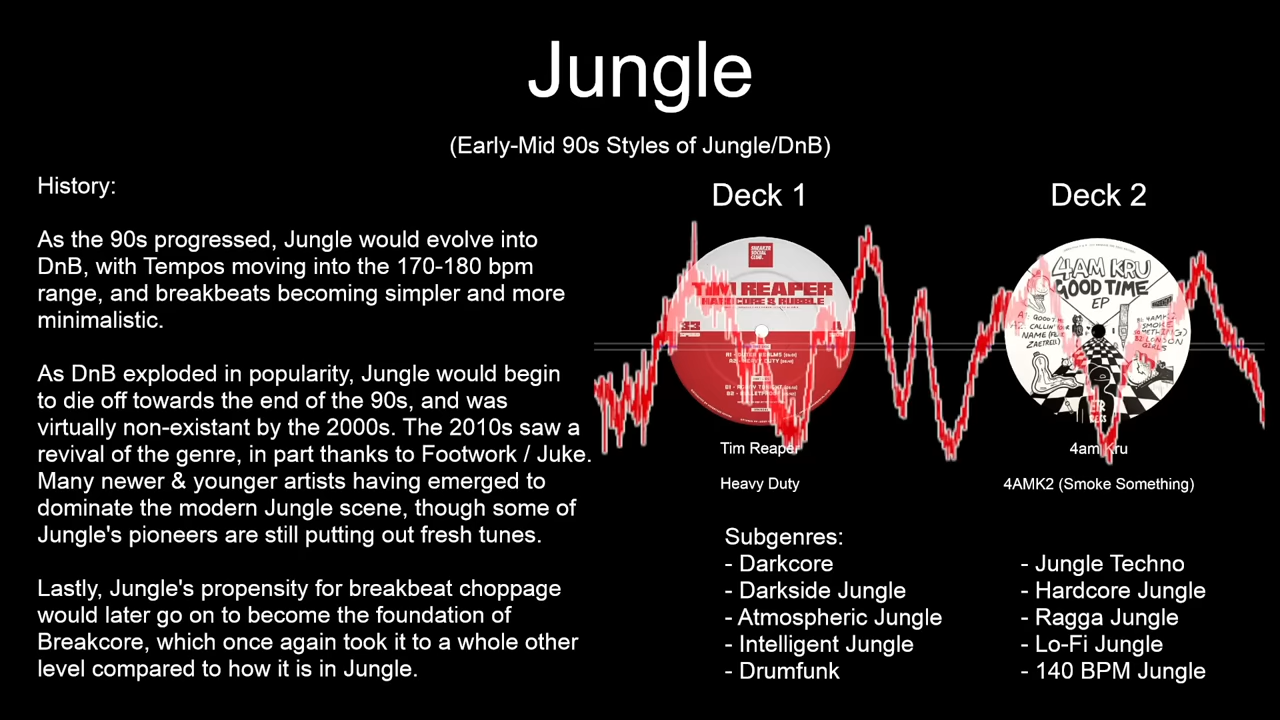 Jungle
(Early-Mid 90s Styles of Jungle/DnB)
History:
As the 90s progressed, Jungle would evolve into
DnB, with Tempos moving into the 170-180 bpm
range, and breakbeats becoming simpler and more
minimalistic.
As DnB exploded in popularity, Jungle would begin
to die off towards the end of the 90s, and was
virtually non-existant by the 2000s. The 2010s saw a
revival of the genre, in part thanks to Footwork / Juke.
Many newer & younger artists having emerged to
dominate the modern Jungle scene, though some of
Jungle's pioneers are still putting out fresh tunes.
Lastly, Jungle's propensity for breakbeat choppage
would later go on to become the foundation of
Breakcore, which once again took it to a whole other
level compared to how it is in Jungle.
Deck 1
SNEAKER
SOCIAL
CLUB.
TIM REAPER
HARDCORE & RUBBLE
33
Tim Reaper
Heavy Duty
Deck 2
4AM KRU
GOOD TIME
EP
4am Kru
4AMK2 (Smoke Something)
Subgenres:
- Darkcore
- Darkside Jungle
- Atmospheric Jungle
- Intelligent Jungle
- Drumfunk
- Jungle Techno
- Hardcore Jungle
- Ragga Jungle
- Lo-Fi Jungle
- 140 BPM Jungle